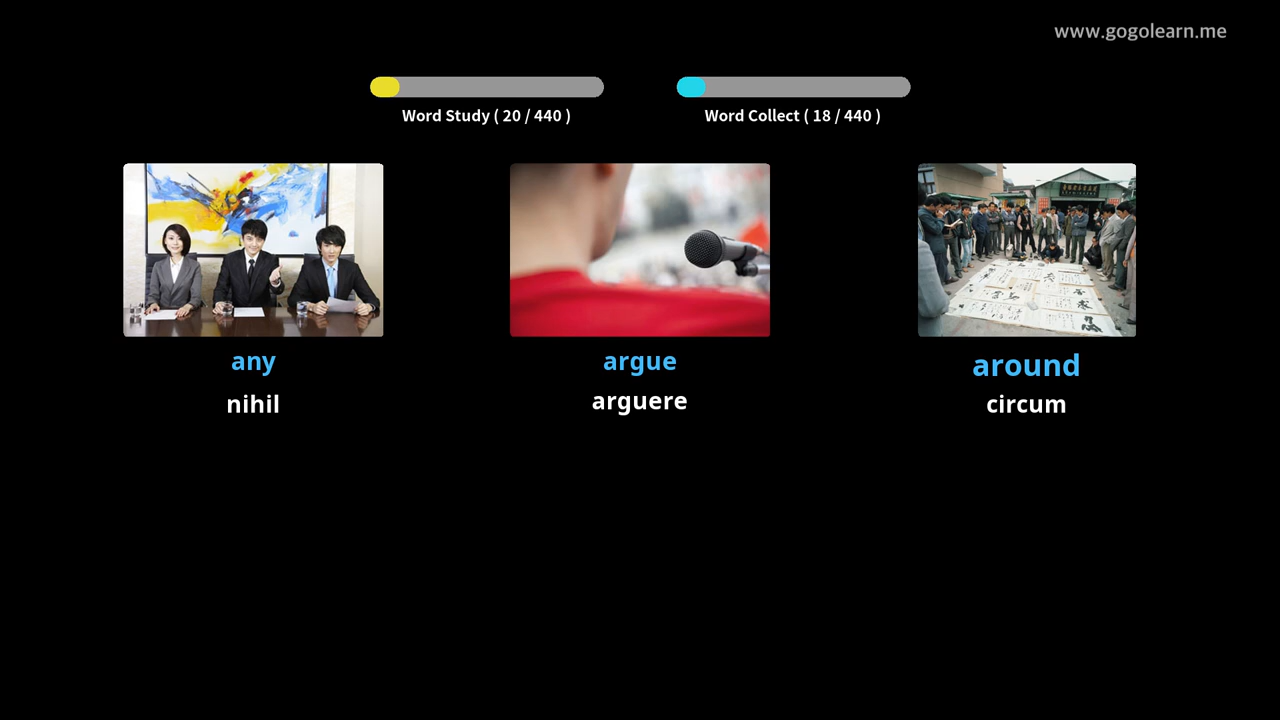 www.gogolearn.me
Word Study ( 20 / 440 )
Word Collect ( 18 / 440 )
any
argue
around
nihil
arguere
circum